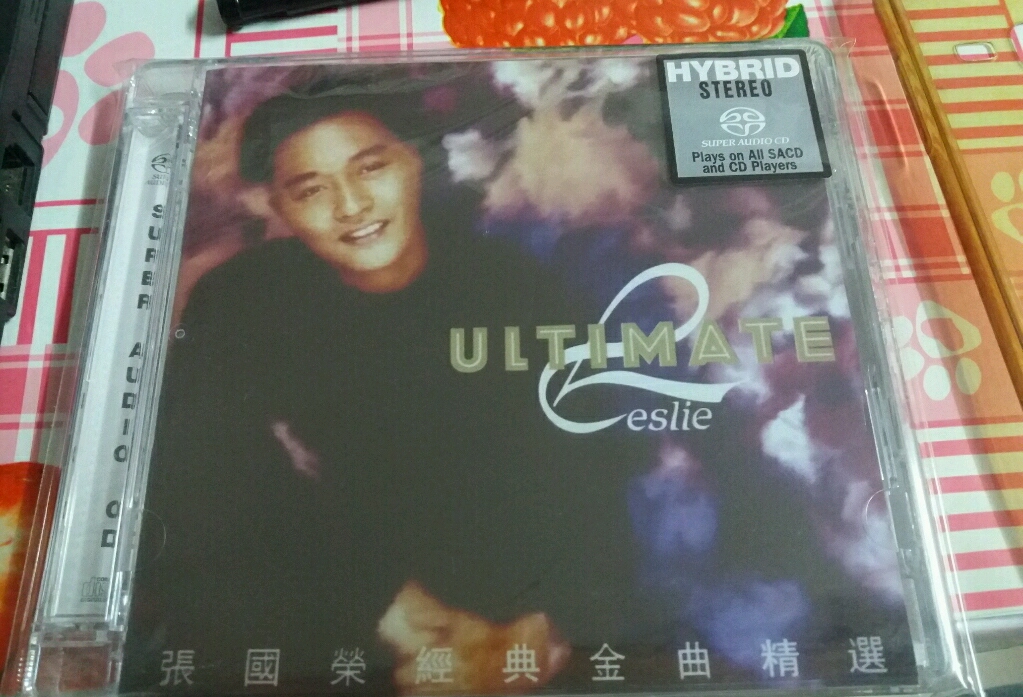 HYBRID
STEREO
SUPER AUDIO CD
Plays on All SACD
and CD Players
SUPER AUDIO CD
ULTIMATE
Leslie
張國榮經典金曲精選